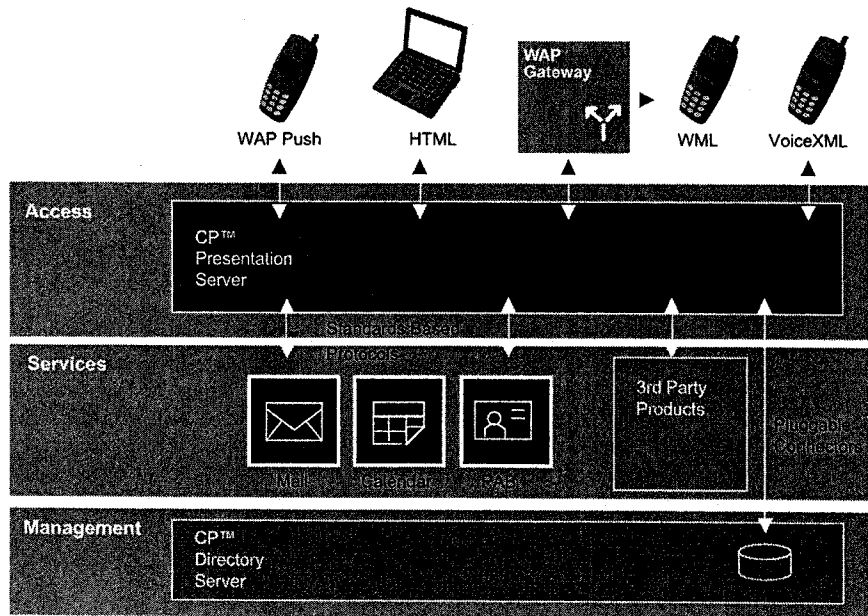 WAP
Gateway
WAP Push
HTML
WML
VoiceXML
Access
CP™
Presentation
Server
Standards Based
Protocols
Services
3rd Party
Products
Pluggable
Connector
Mail
Calendar
PAB
Management
CP™
Directory
Server